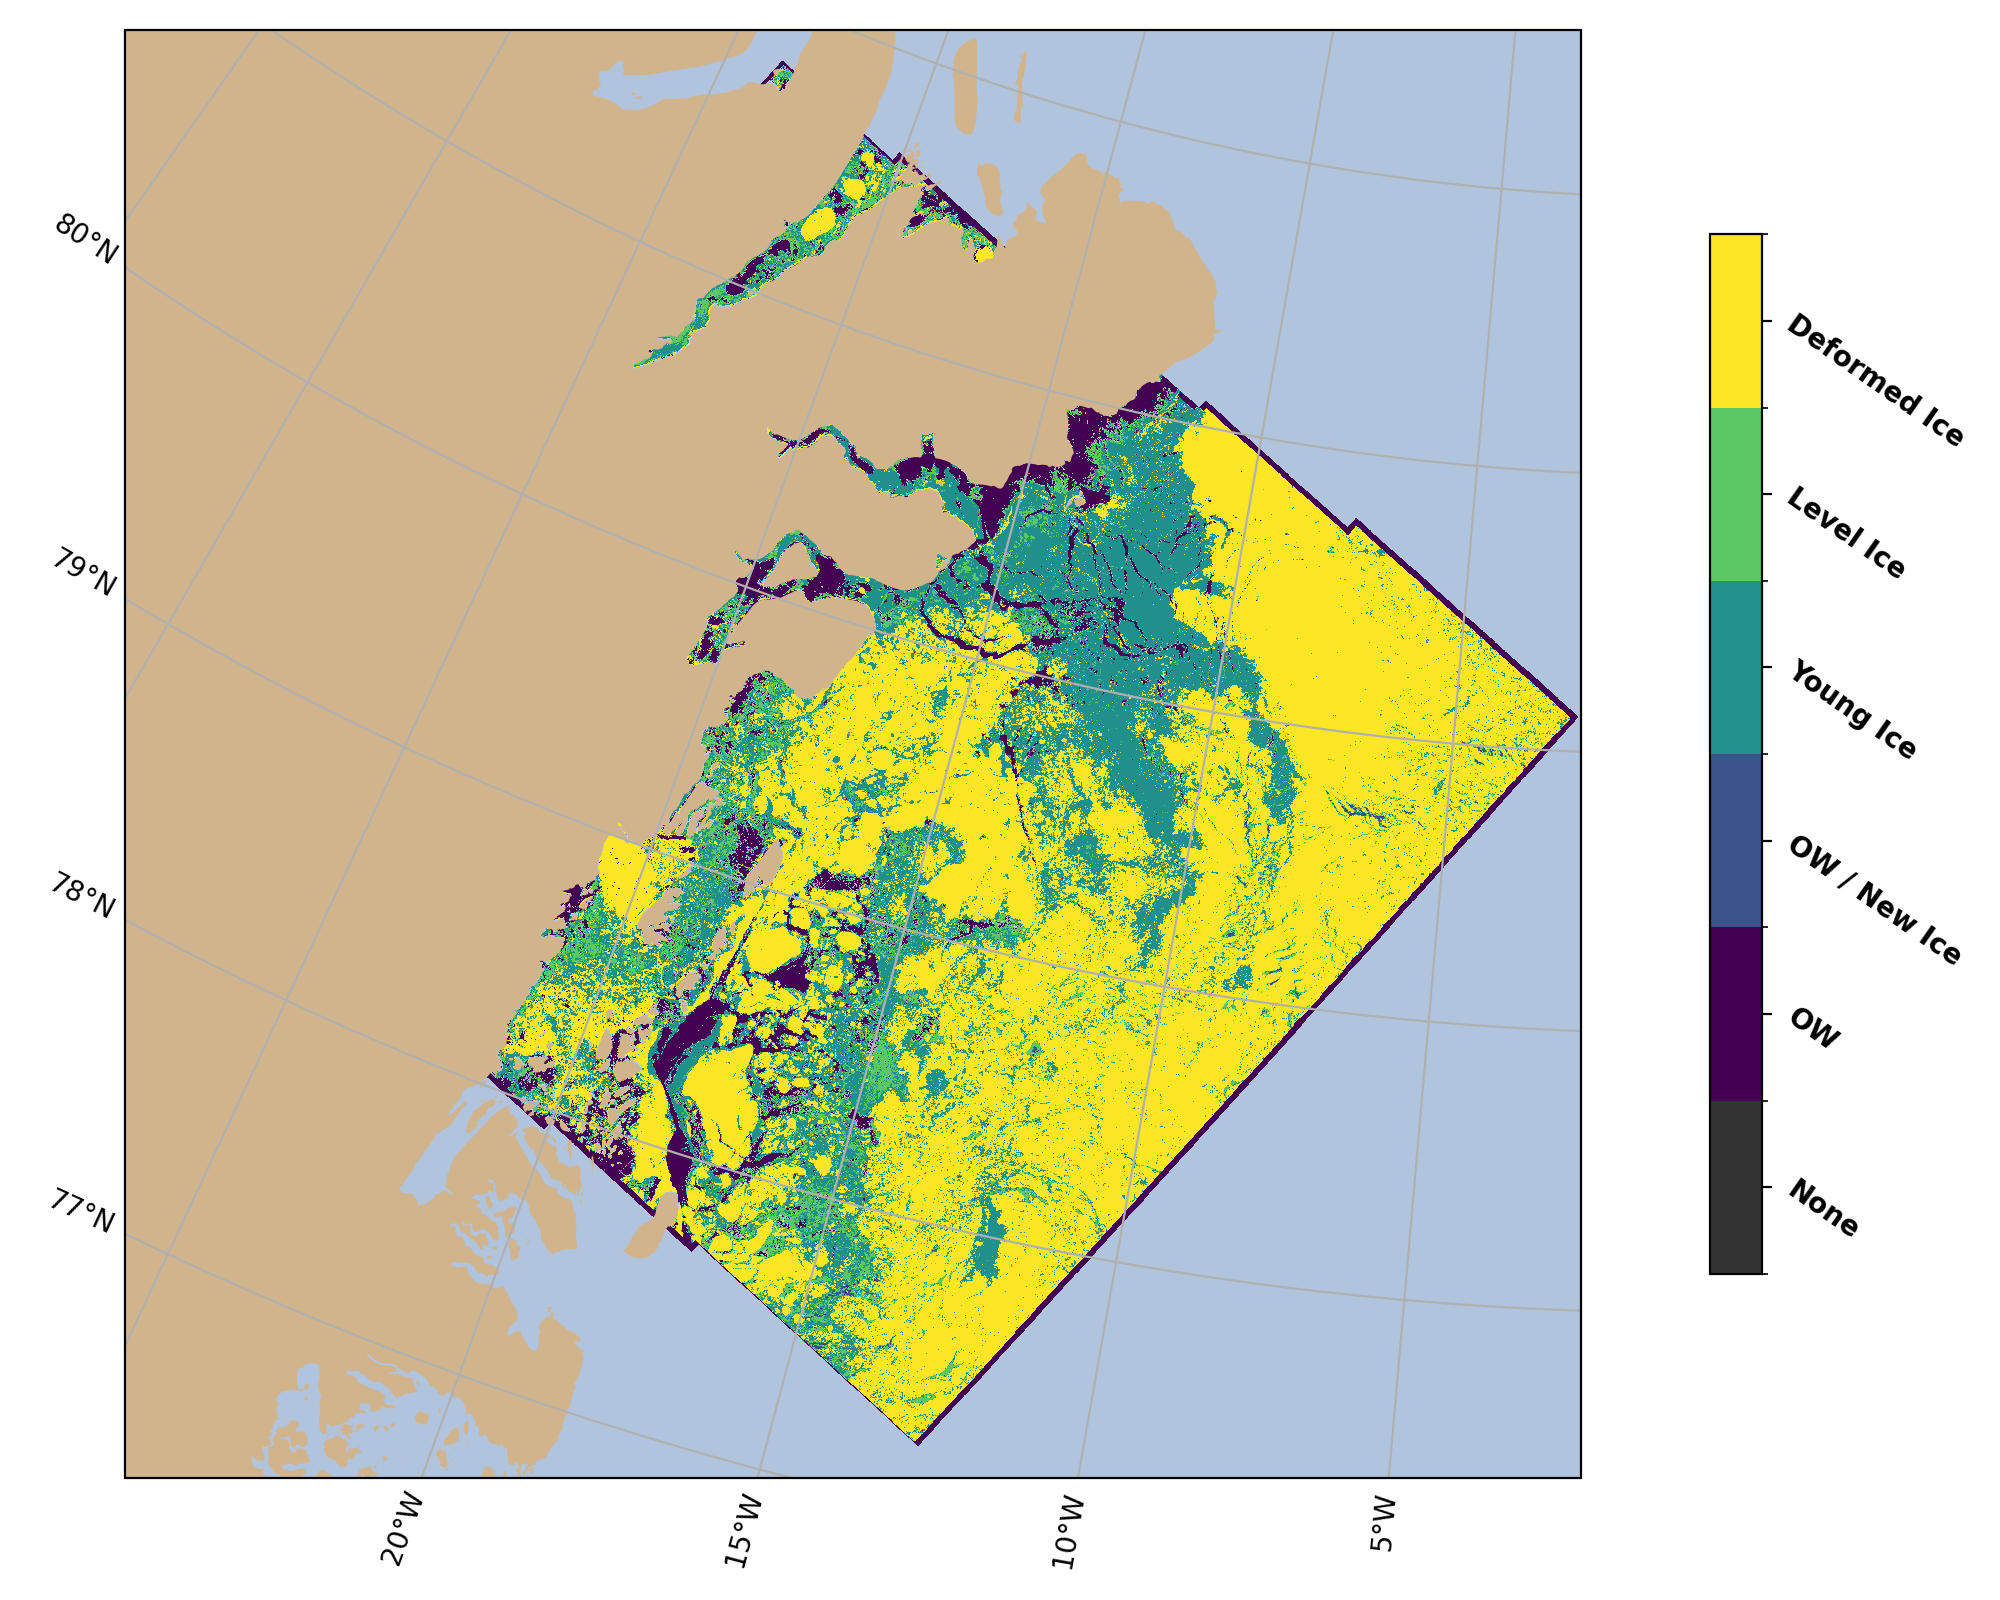 80°N
79°N
78°N
77°N
20°W
15°W
10°W
5°W
Deformed Ice
Level Ice
Young Ice
OW / New Ice
OW
None